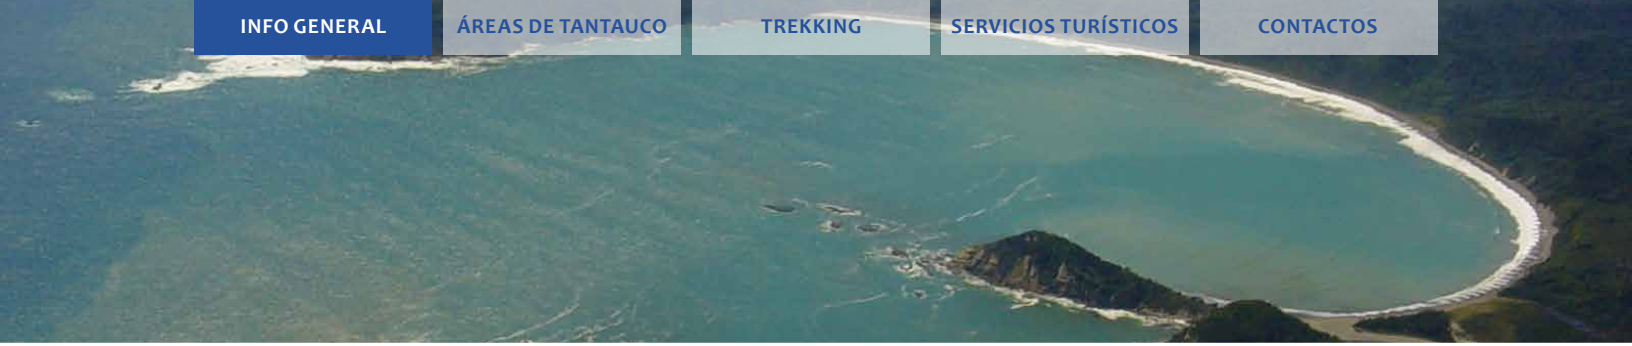 INFO GENERAL
ÁREAS DE TANTAUCO
TREKKING
SERVICIOS TURÍSTICOS
CONTACTOS